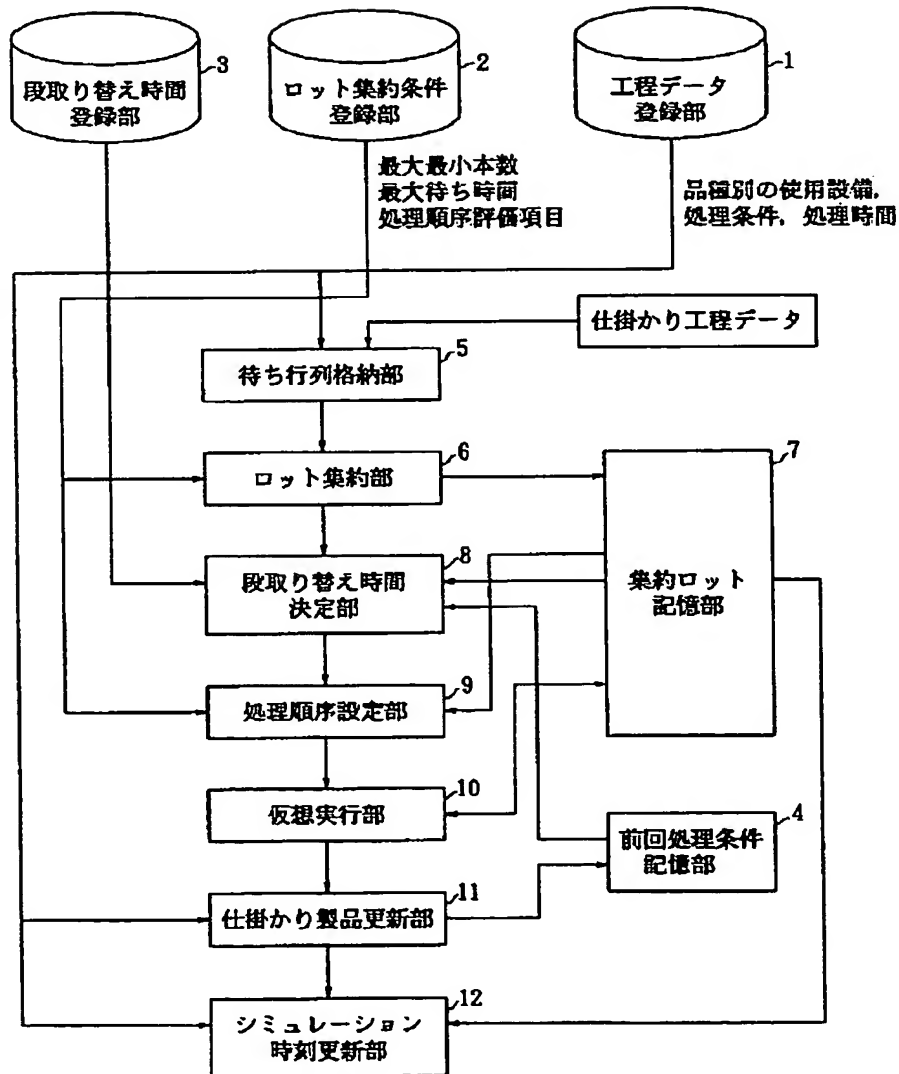 3
段取り替え時間
登録部
2
ロット集約条件
登録部
1
工程データ
登録部
最大最小本数
最大待ち時間
処理順序評価項目
品種別の使用設備,
処理条件, 処理時間
仕掛かり工程データ
5
待ち行列格納部
6
ロット集約部
7
集約ロット
記憶部
8
段取り替え時間
決定部
9
処理順序設定部
10
仮想実行部
4
前回処理条件
記憶部
11
仕掛かり製品更新部
12
シミュレーション
時刻更新部